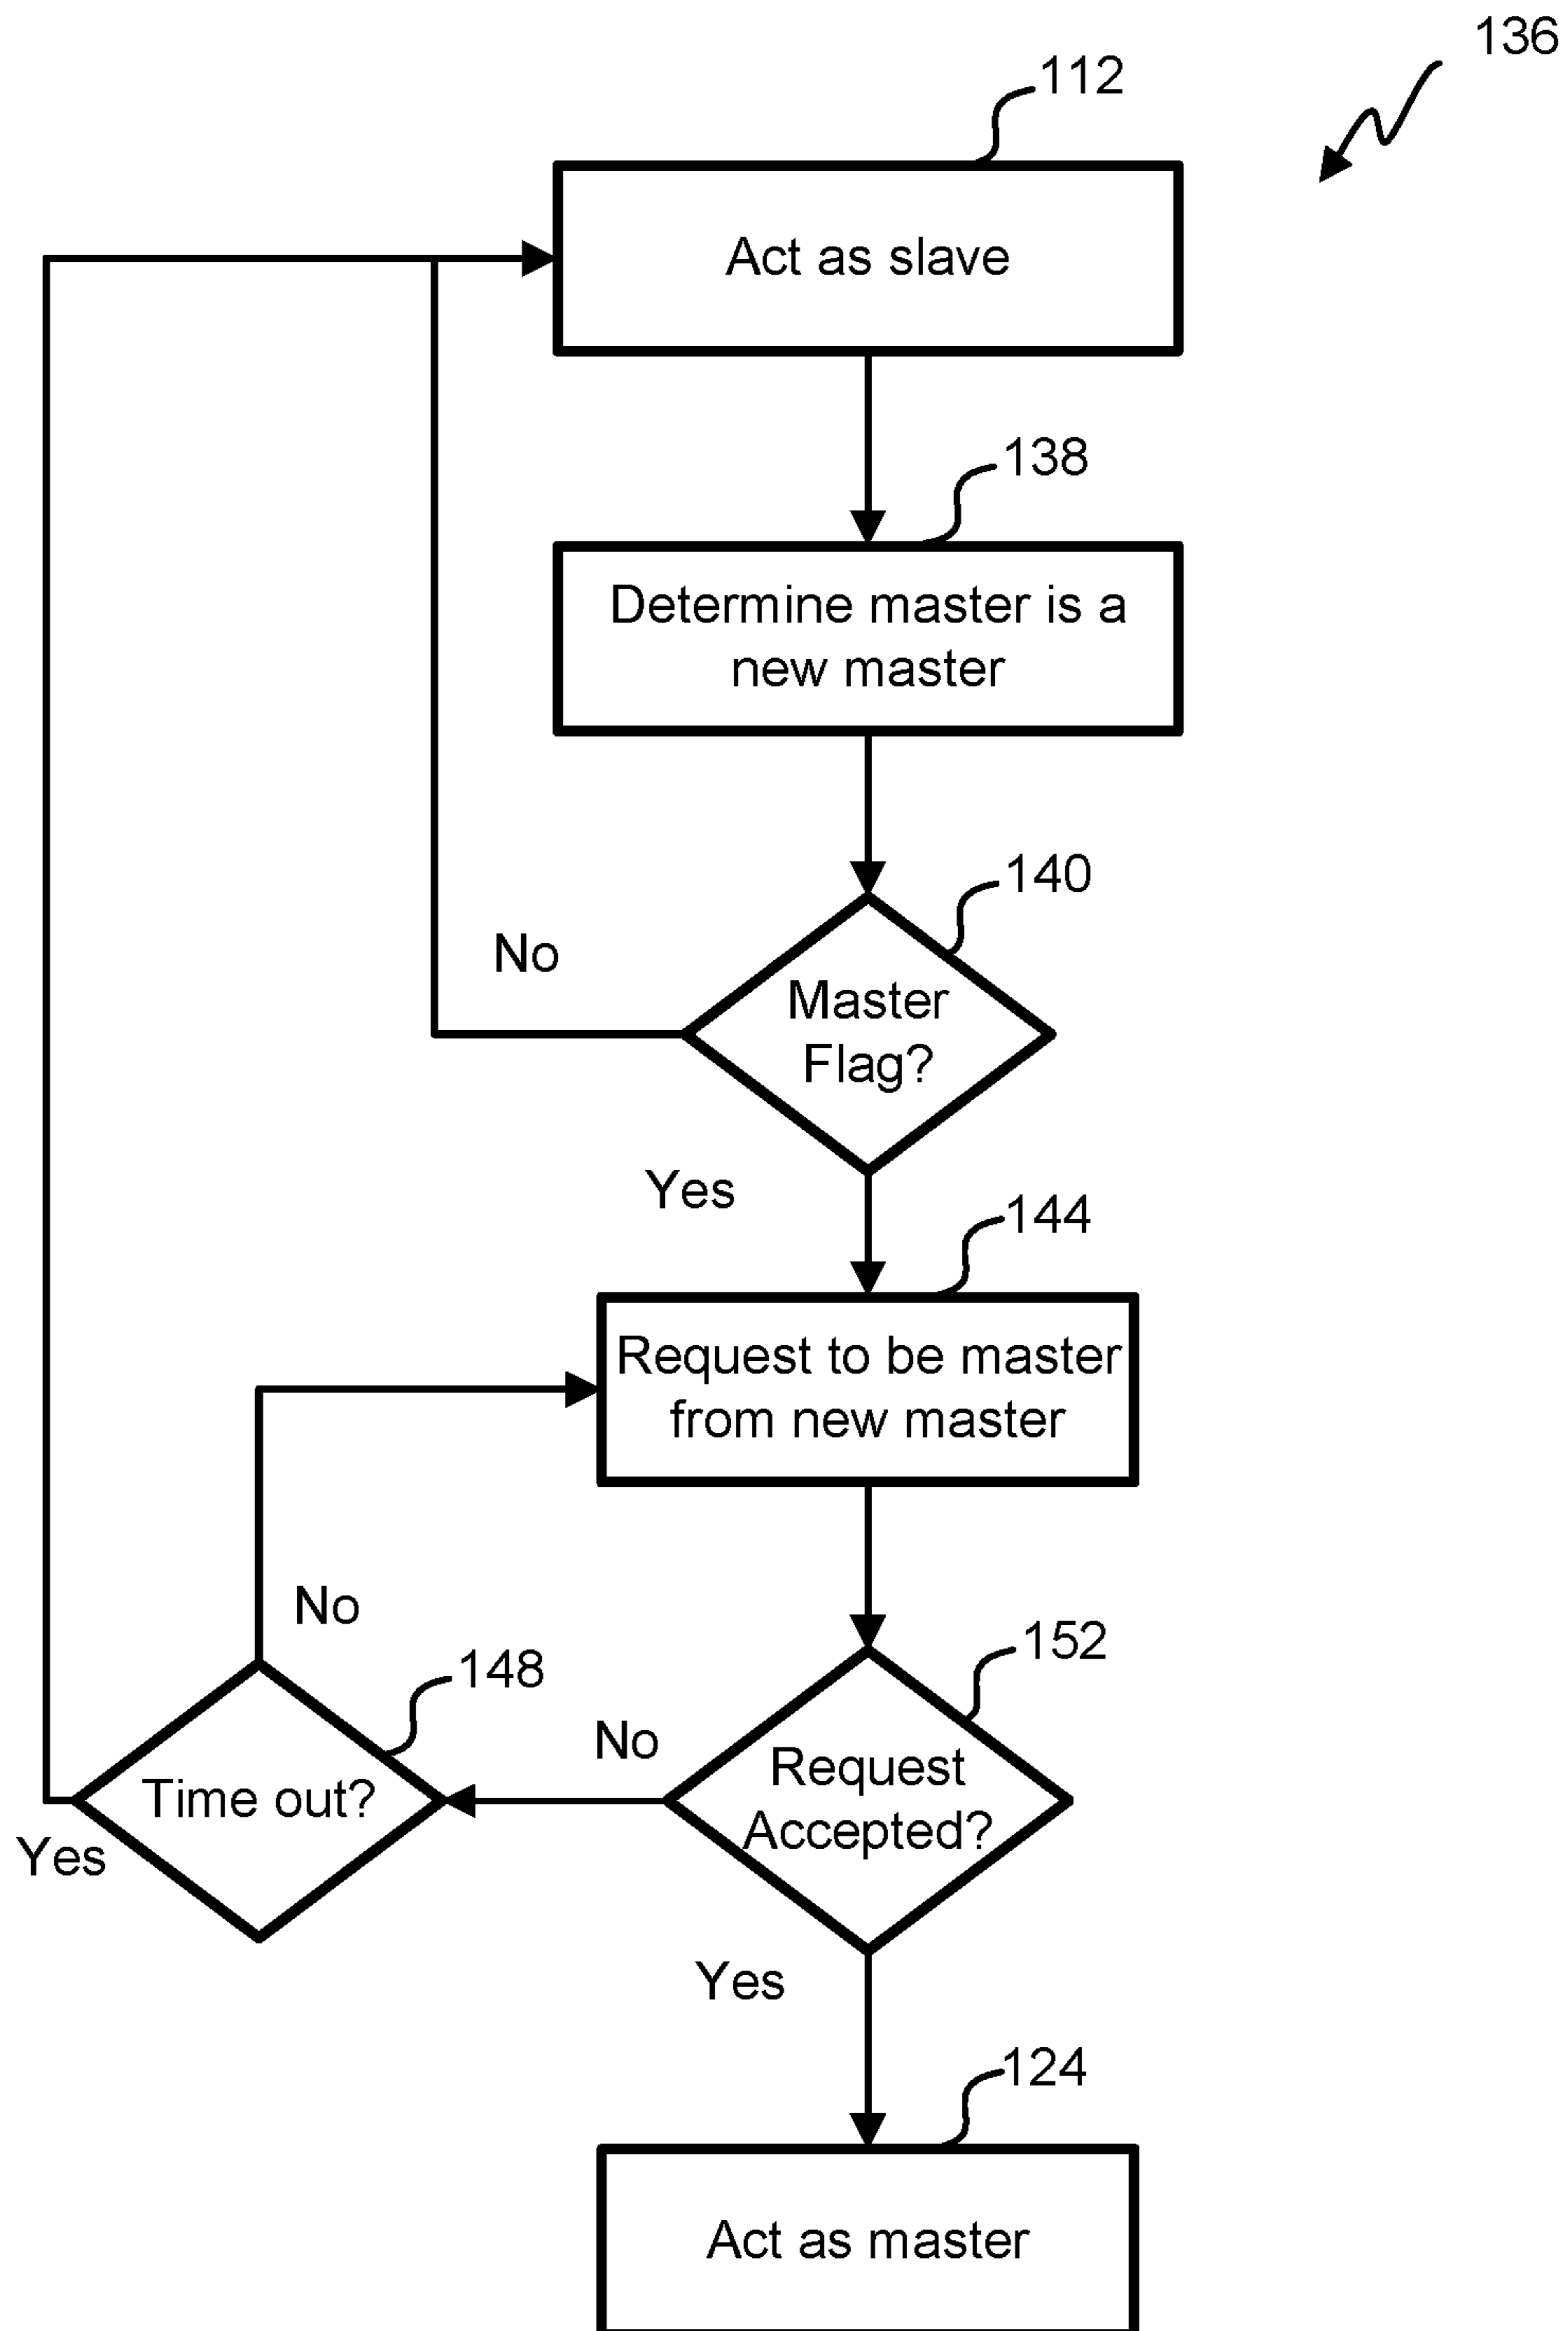 136
112
Act as slave
138
Determine master is a
new master
140
No
Master
Flag?
Yes
144
Request to be master
from new master
No
152
148
No
Request
Time out?
Accepted?
Yes
Yes
124
Act as master